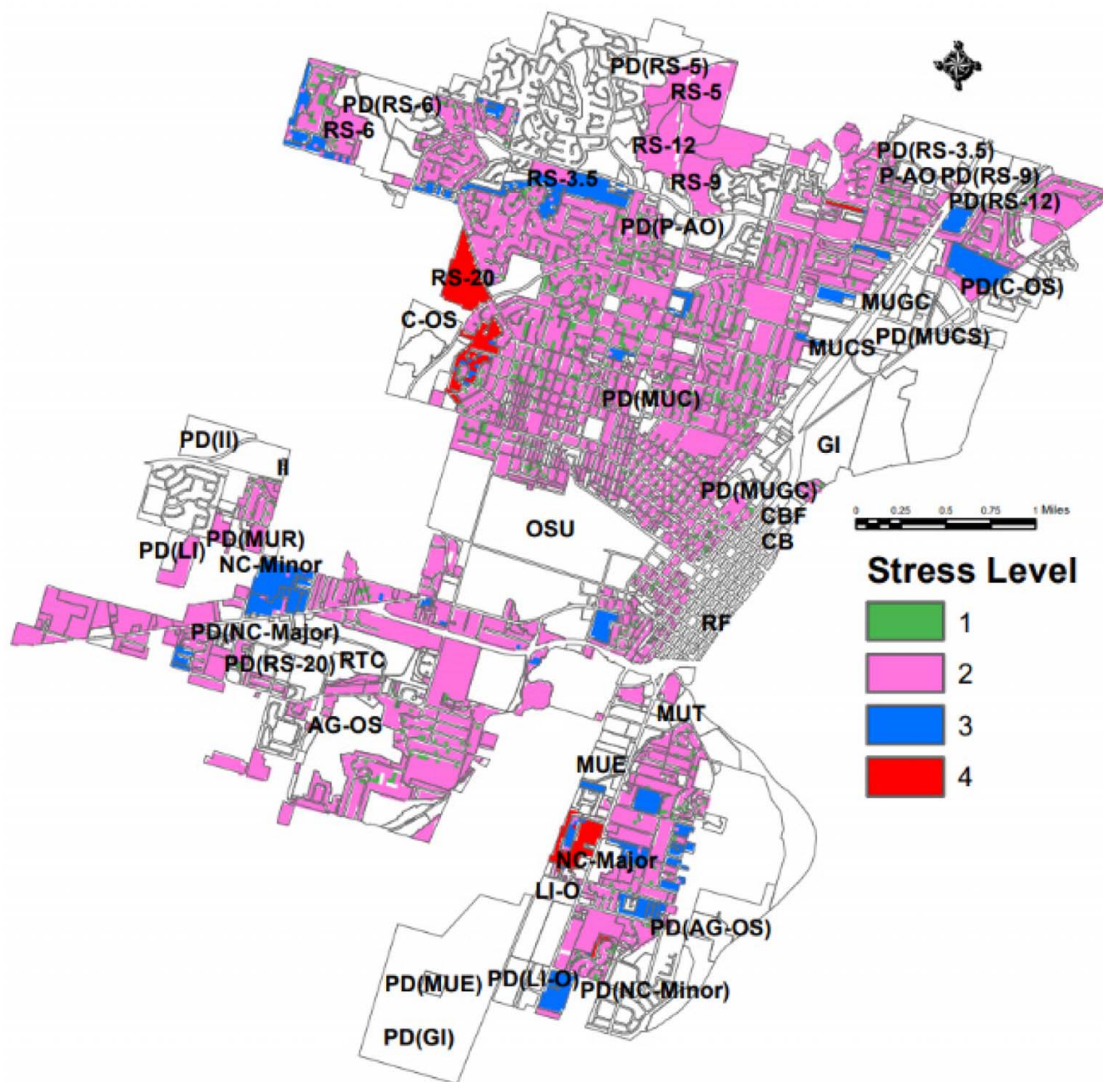 PD(RS-5)
RS-5
PD(RS-6)
RS-6
RS-12
PD(RS-3.5)
RS-3.5
RS-9
P-AO
PD(RS-9)
PD(RS-12)
PD(P-AO)
RS-20
PD(C-OS)
C-OS
MUGC
PD(MUCS)
MUCS
PD(MUC)
PD(II)
GI
II
PD(MUGC)
CBF
OSU
CB
0 0.25 0.5 0.75 1 Miles
PD(MUR)
PD(LI)
NC-Minor
Stress Level
1
RF
PD(NC-Major)
PD(RS-20)
RTC
2
MUT
AG-OS
3
MUE
4
NC-Major
LI-O
PD(AG-OS)
PD(MUE)
PD(LI-O)
PD(NC-Minor)
PD(GI)